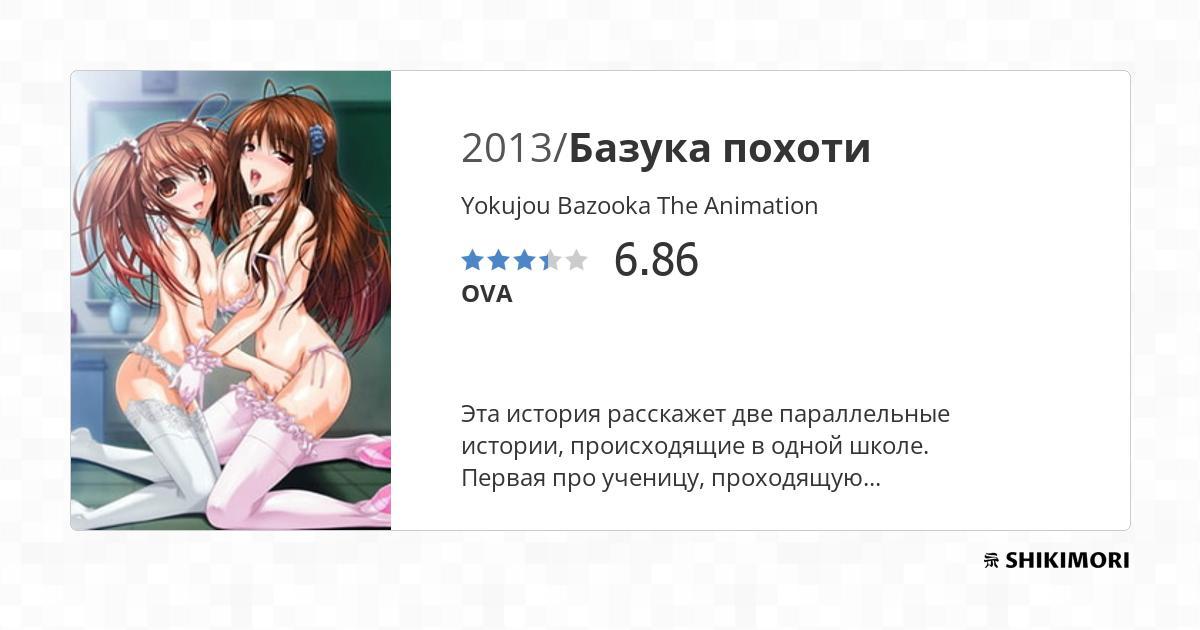 2013/Базука похоти
Yokujou Bazooka The Animation
6.86
OVA
Эта история расскажет две параллельные
истории, происходящие в одной школе.
Первая про ученицу, проходящую...
SHIKIMORI